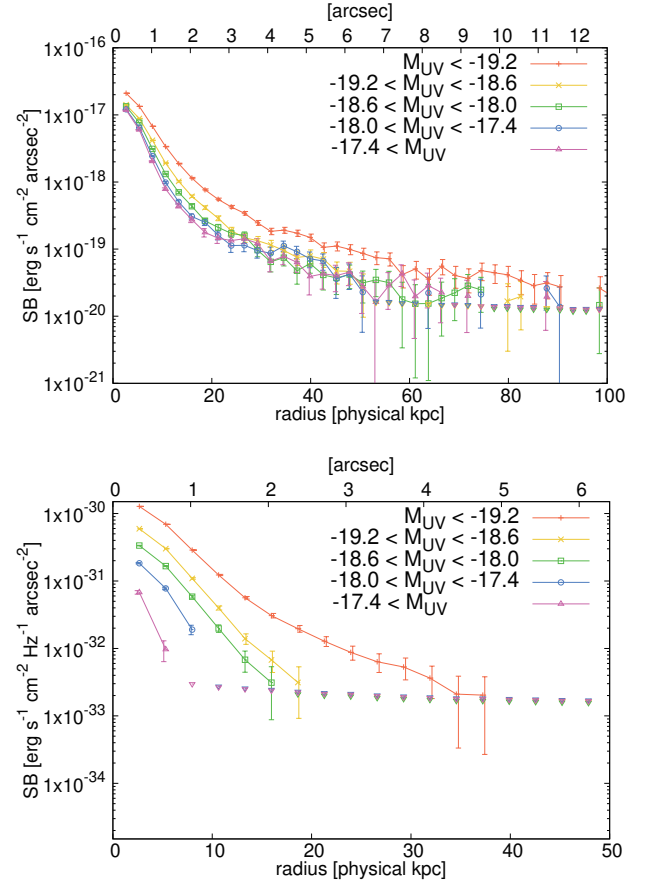 [arcsec]
0 1 2 3 4 5 6 7 8 9 10 11 12
1x10⁻¹⁶
1x10⁻¹⁷
1x10⁻¹⁸
1x10⁻¹⁹
1x10⁻²⁰
1x10⁻²¹
SB [erg s⁻¹ cm⁻² arcsec⁻²]
M_UV < -19.2
-19.2 < M_UV < -18.6
-18.6 < M_UV < -18.0
-18.0 < M_UV < -17.4
-17.4 < M_UV
0 20 40 60 80 100
radius [physical kpc]
[arcsec]
0 1 2 3 4 5 6
1x10⁻³⁰
1x10⁻³¹
1x10⁻³²
1x10⁻³³
1x10⁻³⁴
SB [erg s⁻¹ cm⁻² Hz⁻¹ arcsec⁻²]
M_UV < -19.2
-19.2 < M_UV < -18.6
-18.6 < M_UV < -18.0
-18.0 < M_UV < -17.4
-17.4 < M_UV
0 10 20 30 40 50
radius [physical kpc]